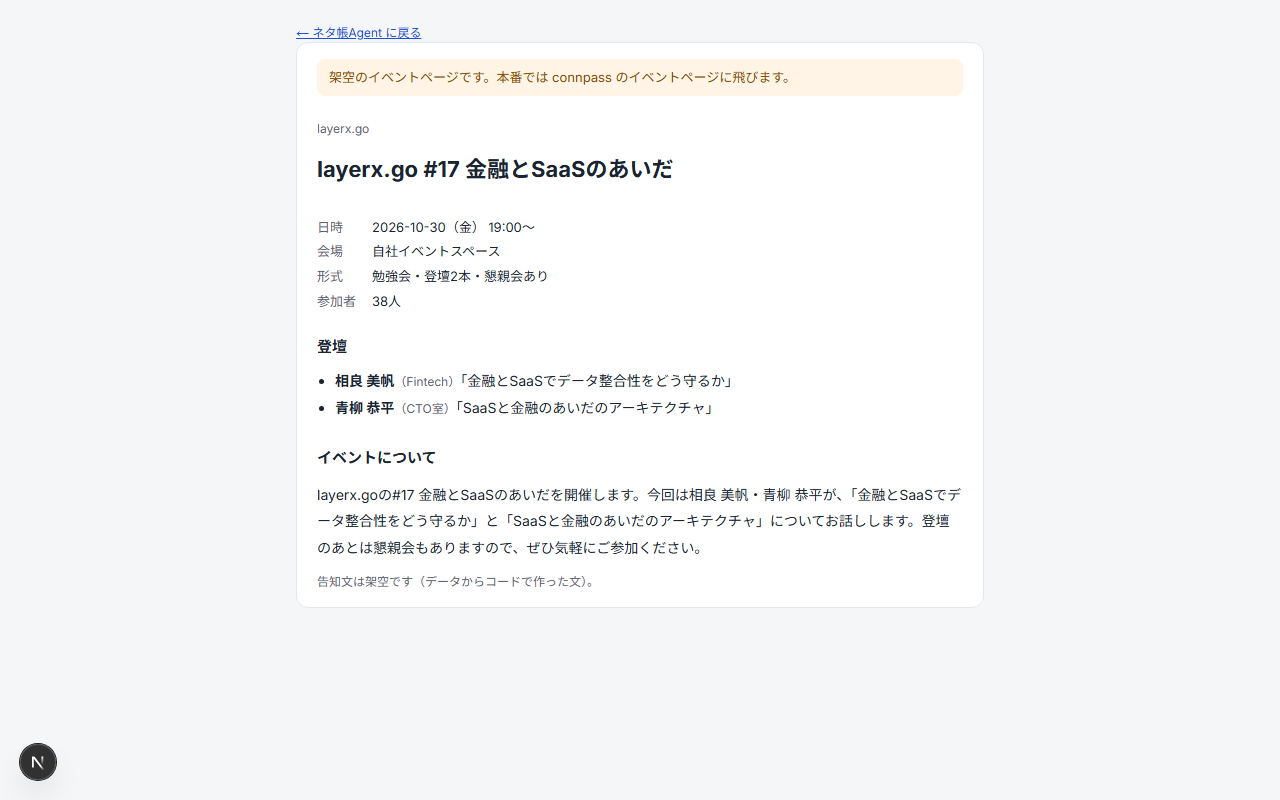 ← ネタ帳Agent に戻る
架空のイベントページです。本番では connpass のイベントページに飛びます。
layerx.go
layerx.go #17 金融とSaaSのあいだ
日時 2026-10-30（金） 19:00〜
会場 自社イベントスペース
形式 勉強会・登壇2本・懇親会あり
参加者 38人
登壇
• 相良 美帆（Fintech）「金融とSaaSでデータ整合性をどう守るか」
• 青柳 恭平（CTO室）「SaaSと金融のあいだのアーキテクチャ」
イベントについて
layerx.goの#17 金融とSaaSのあいだを開催します。今回は相良 美帆・青柳 恭平が、「金融とSaaSでデ
ータ整合性をどう守るか」と「SaaSと金融のあいだのアーキテクチャ」についてお話しします。登壇
のあとは懇親会もありますので、ぜひ気軽にご参加ください。
告知文は架空です（データからコードで作った文）。
N